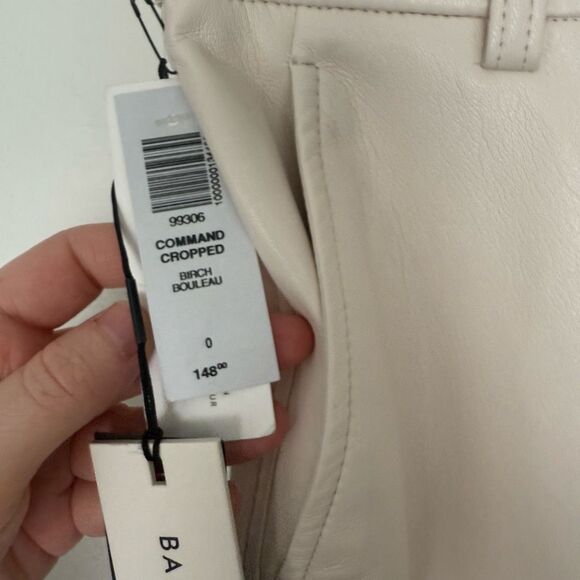 99306
COMMAND
CROPPED
BIRCH
BOULEAU
0
148⁰⁰
BA